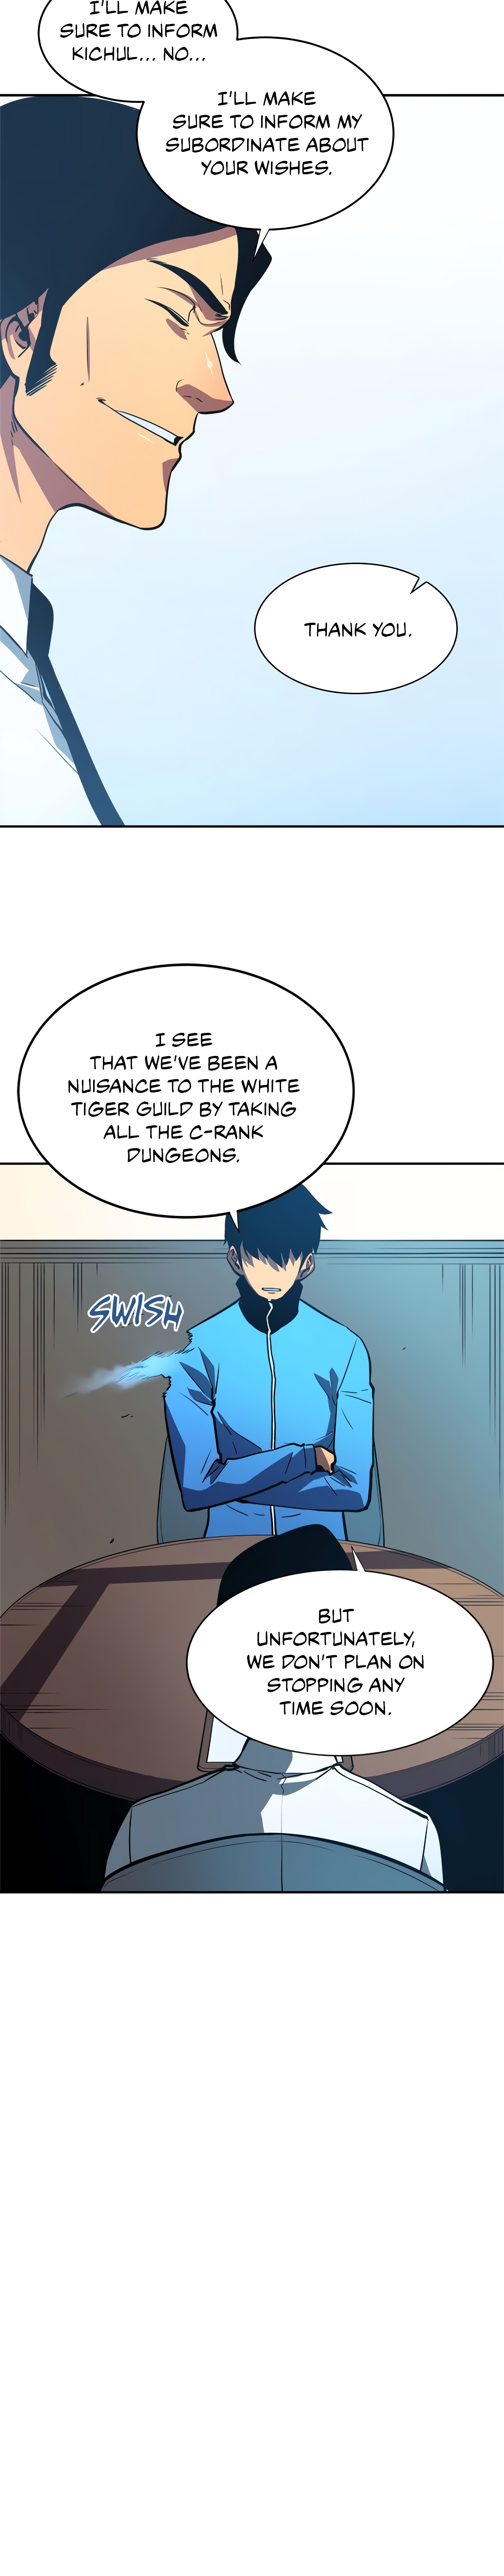 I'LL MAKE
SURE TO INFORM
KICHUL... NO...
I'LL MAKE
SURE TO INFORM MY
SUBORDINATE ABOUT
YOUR WISHES.
THANK YOU.
I SEE
THAT WE'VE BEEN A
NUISANCE TO THE WHITE
TIGER GUILD BY TAKING
ALL THE C-RANK
DUNGEONS.
SWISH
BUT
UNFORTUNATELY,
WE DON'T PLAN ON
STOPPING ANY
TIME SOON.